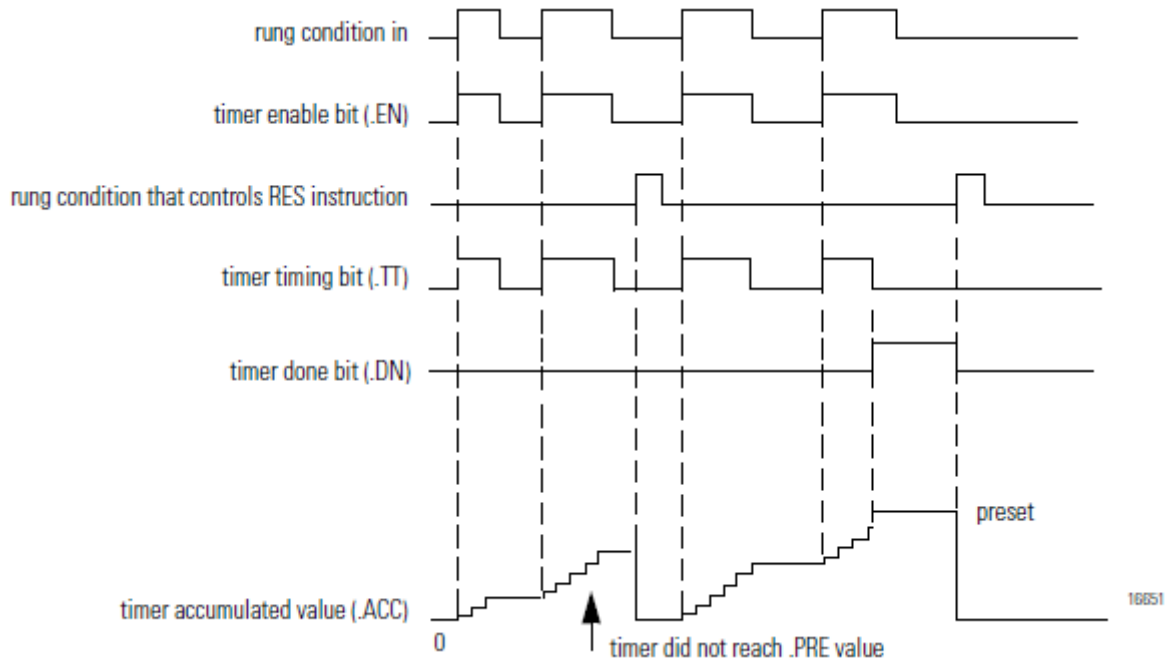 rung condition in
timer enable bit (.EN)
rung condition that controls RES instruction
timer timing bit (.TT)
timer done bit (.DN)
preset
timer accumulated value (.ACC)
16651
0
timer did not reach .PRE value